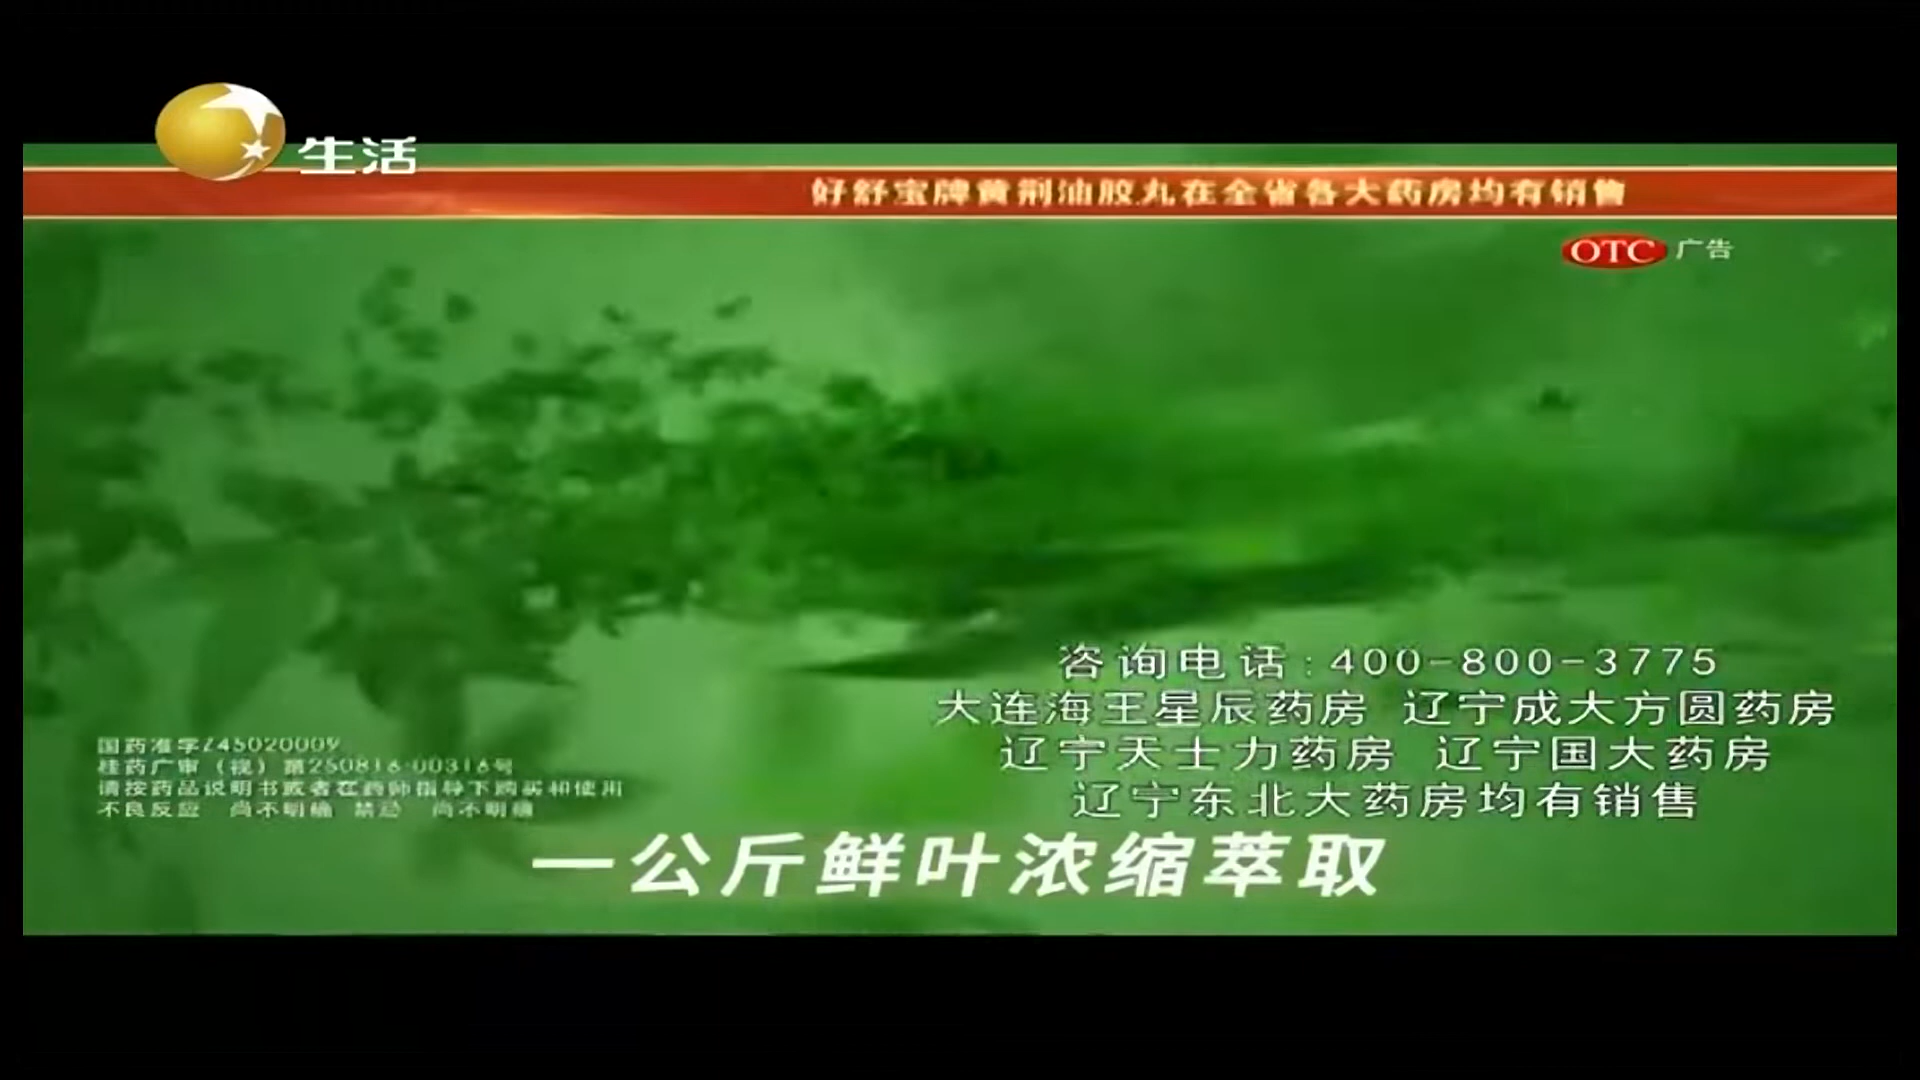 生活
好舒宝牌黄荆油胶丸在全省各大药房均有销售
OTC 广告
咨询电话:400-800-3775
大连海王星辰药房 辽宁成大方圆药房
辽宁天士力药房 辽宁国大药房
辽宁东北大药房均有销售
国药准字Z45020009
桂药广审(视)第250816-00316号
请按药品说明书或者在药师指导下购买和使用
不良反应 尚不明确 禁忌 尚不明确
一公斤鲜叶浓缩萃取